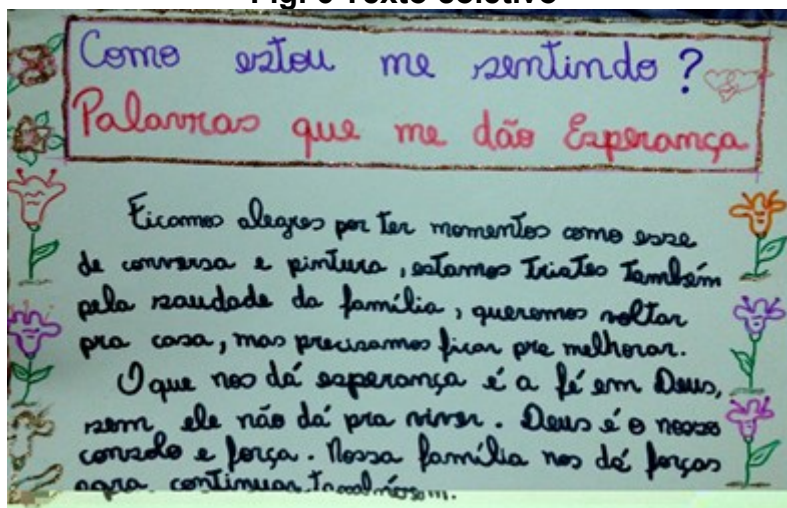 Fig. 6 Texto coletivo
Como estou me sentindo?
Palavras que me dão Esperança
Ficamos alegres por ter momentos como esse
de conversa e pintura, estamos tristes também
pela saudade da família, queremos voltar
pra casa, mas precisamos ficar pra melhorar.
O que nos dá esperança é a fé em Deus,
sem ele não dá pra viver. Deus é o nosso
consolo e força. Nossa família nos dá forças
continuar